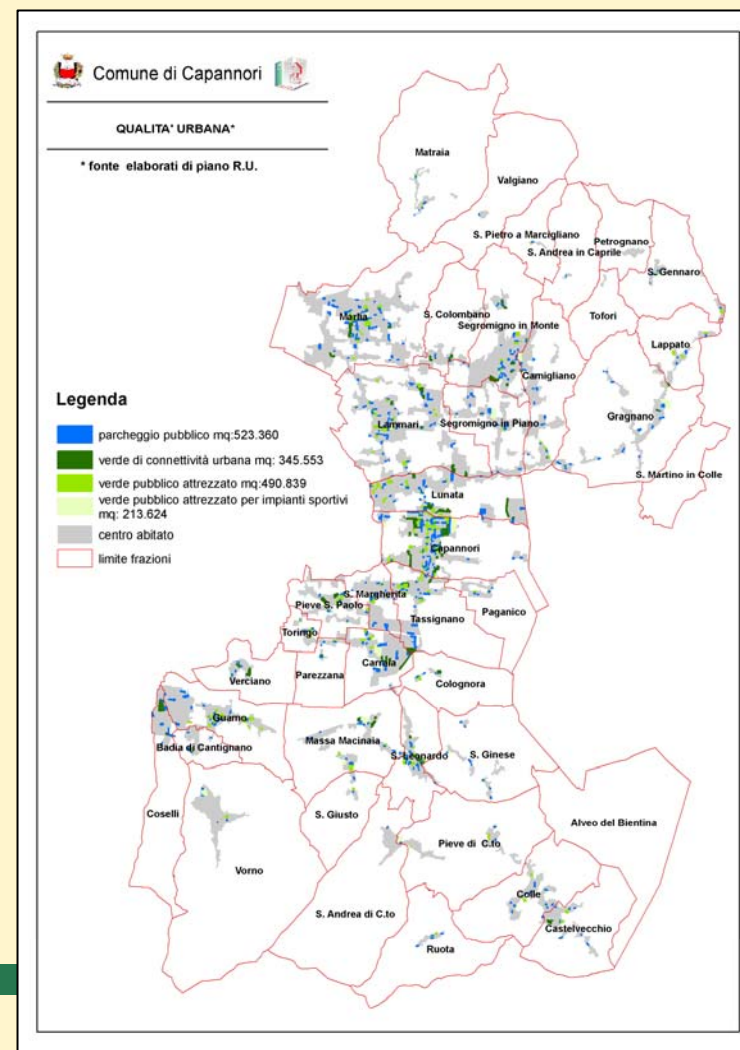 Comune di Capannori
QUALITA' URBANA*
* fonte elaborati di piano R.U.
Matraia
Valgiano
S. Pietro a Marcigliano
Petrognano
S. Andrea in Caprile
S. Gennaro
Marlia
S. Colombano
Tofori
Segromigno in Monte
Lappato
Camigliano
Legenda
Gragnano
Lammari
Segromigno in Piano
parcheggio pubblico mq:523.360
verde di connettività urbana mq: 345.553
S. Martino in Colle
verde pubblico attrezzato mq:490.839
Lunata
verde pubblico attrezzato per impianti sportivi
mq: 213.624
centro abitato
Capannori
limite frazioni
S. Margherita
Pieve S. Paolo
Paganico
Tassignano
Toringo
Carraia
Verciano
Parezzana
Colognora
Guamo
Massa Macinaia
Badia di Cantignano
S. Leonardo
S. Ginese
Coselli
S. Giusto
Alveo del Bientina
Pieve di C.to
Vorno
Colle
S. Andrea di C.to
Castelvecchio
Ruota